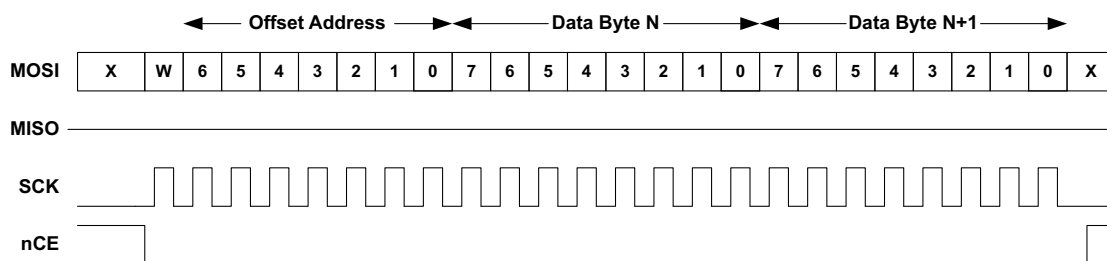 Offset Address Data Byte N Data Byte N+1
MOSI X W 6 5 4 3 2 1 0 7 6 5 4 3 2 1 0 7 6 5 4 3 2 1 0 X
MISO
SCK
nCE